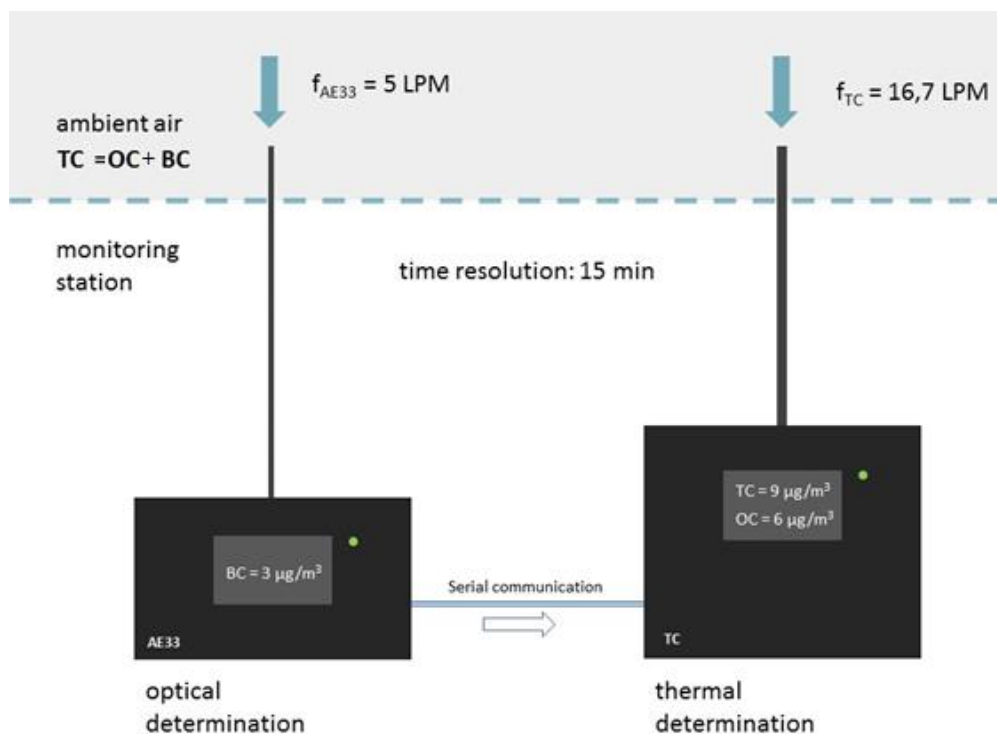 f_AE33 = 5 LPM
f_TC = 16,7 LPM
ambient air
TC =OC+ BC
monitoring
station
time resolution: 15 min
TC = 9 µg/m³
OC = 6 µg/m³
BC = 3 µg/m³
Serial communication
AE33
TC
optical
determination
thermal
determination